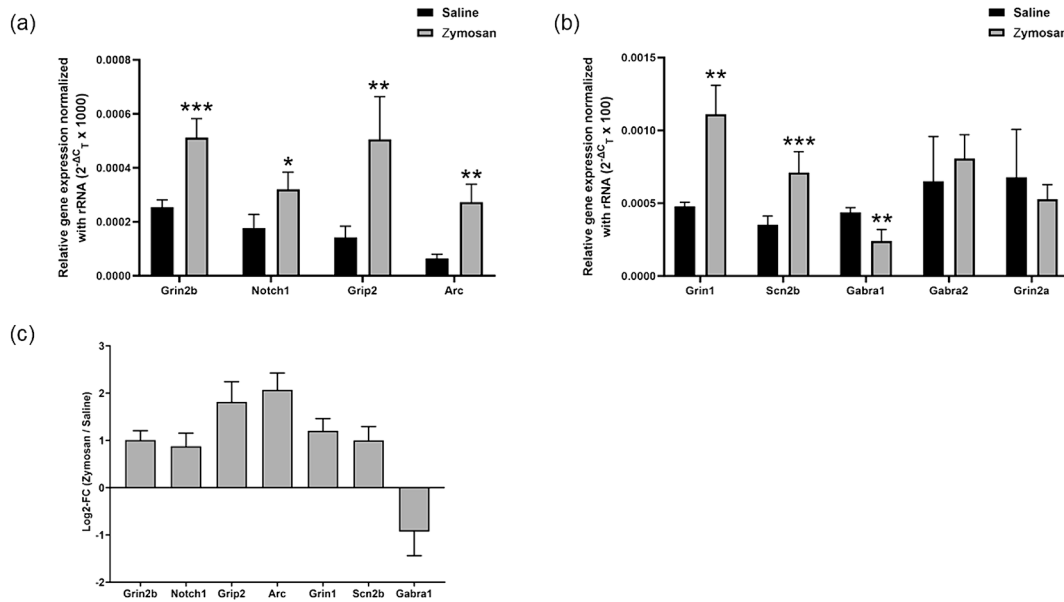 (a)
Saline
Zymosan
Relative gene expression normalized
with rRNA (2^-ΔC_T x 1000)
0.0008
0.0006
0.0004
0.0002
0.0000
***
*
**
**
Grin2b Notch1 Grip2 Arc
(b)
Saline
Zymosan
Relative gene expression normalized
with rRNA (2^-ΔC_T x 100)
0.0015
0.0010
0.0005
0.0000
**
***
**
Grin1 Scn2b Gabra1 Gabra2 Grin2a
(c)
Log2-FC (Zymosan / Saline)
3
2
1
0
-1
-2
Grin2b Notch1 Grip2 Arc Grin1 Scn2b Gabra1